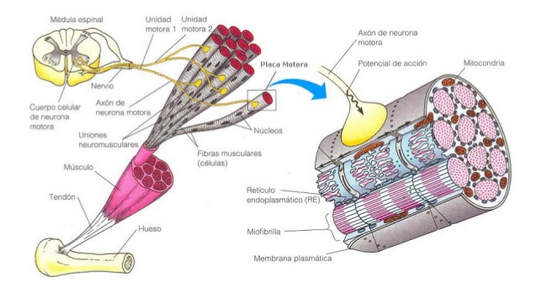 Médula espinal
Unidad
motora 1
Unidad
motora 2
Nervio
Cuerpo celular
de neurona
motora
Axón de
neurona motora
Placa Motora
Núcleos
Uniones
neuromusculares
Fibras musculares
(células)
Músculo
Tendón
Hueso
Axón de neurona
motora
Potencial de acción
Mitocondria
Retículo
endoplasmático (RE)
Miofibrilla
Membrana plasmática